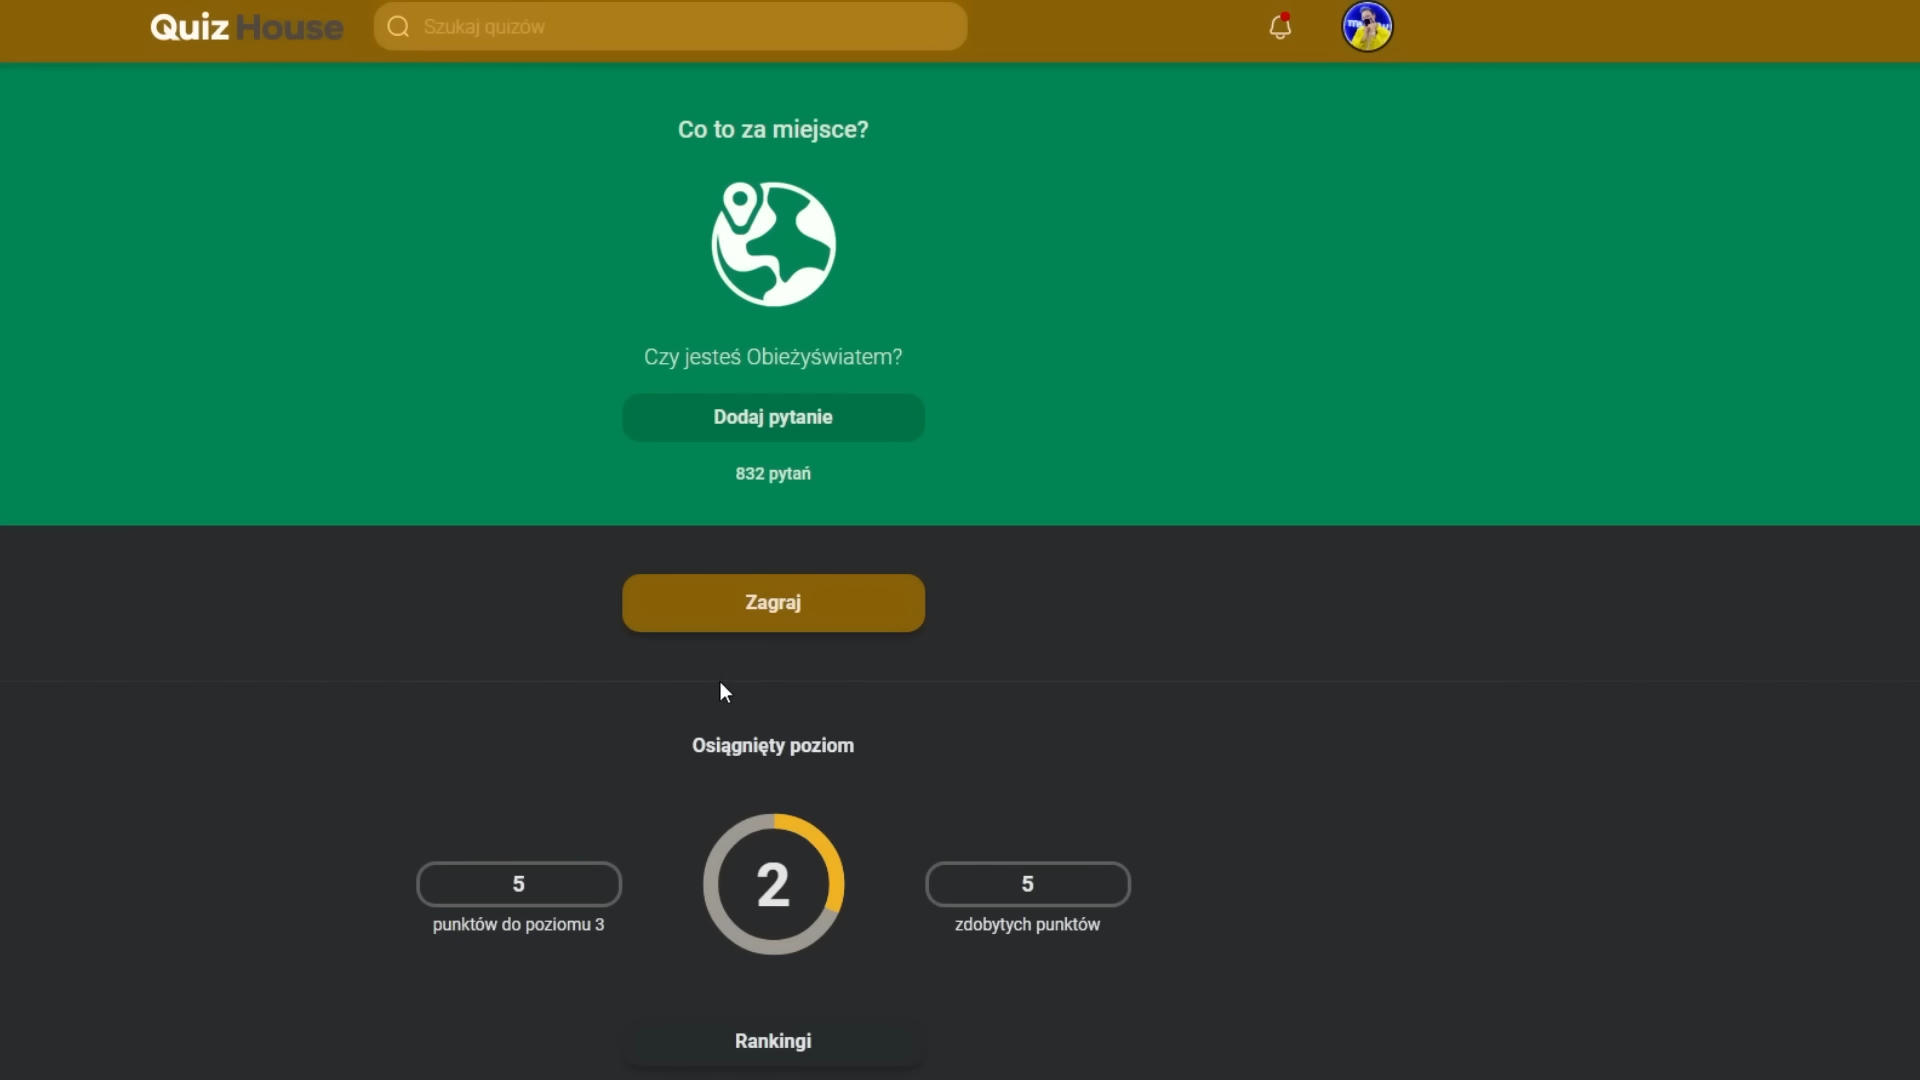 Quiz House
Szukaj quizów
Co to za miejsce?
Czy jesteś Obieżyświatem?
Dodaj pytanie
832 pytań
Zagraj
Osiągnięty poziom
5
punktów do poziomu 3
2
5
zdobytych punktów
Rankingi